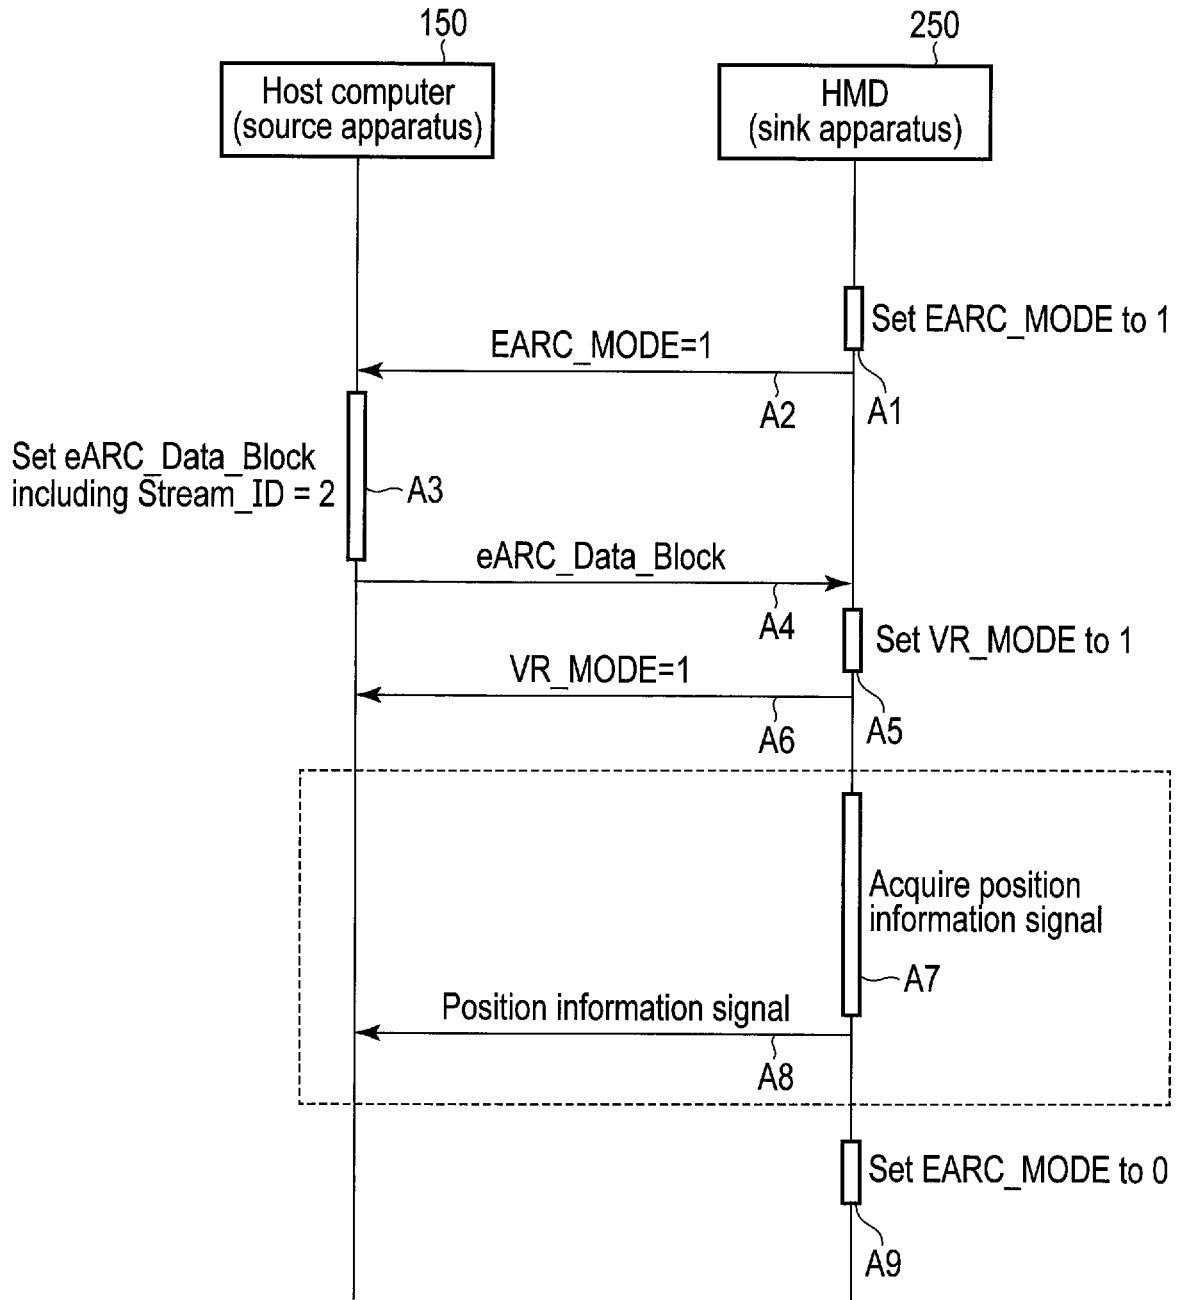 150
250
Host computer
(source apparatus)
HMD
(sink apparatus)
Set EARC_MODE to 1
EARC_MODE=1
A2
A1
Set eARC_Data_Block
including Stream_ID = 2
A3
eARC_Data_Block
A4
Set VR_MODE to 1
VR_MODE=1
A6
A5
Acquire position
information signal
A7
Position information signal
A8
Set EARC_MODE to 0
A9